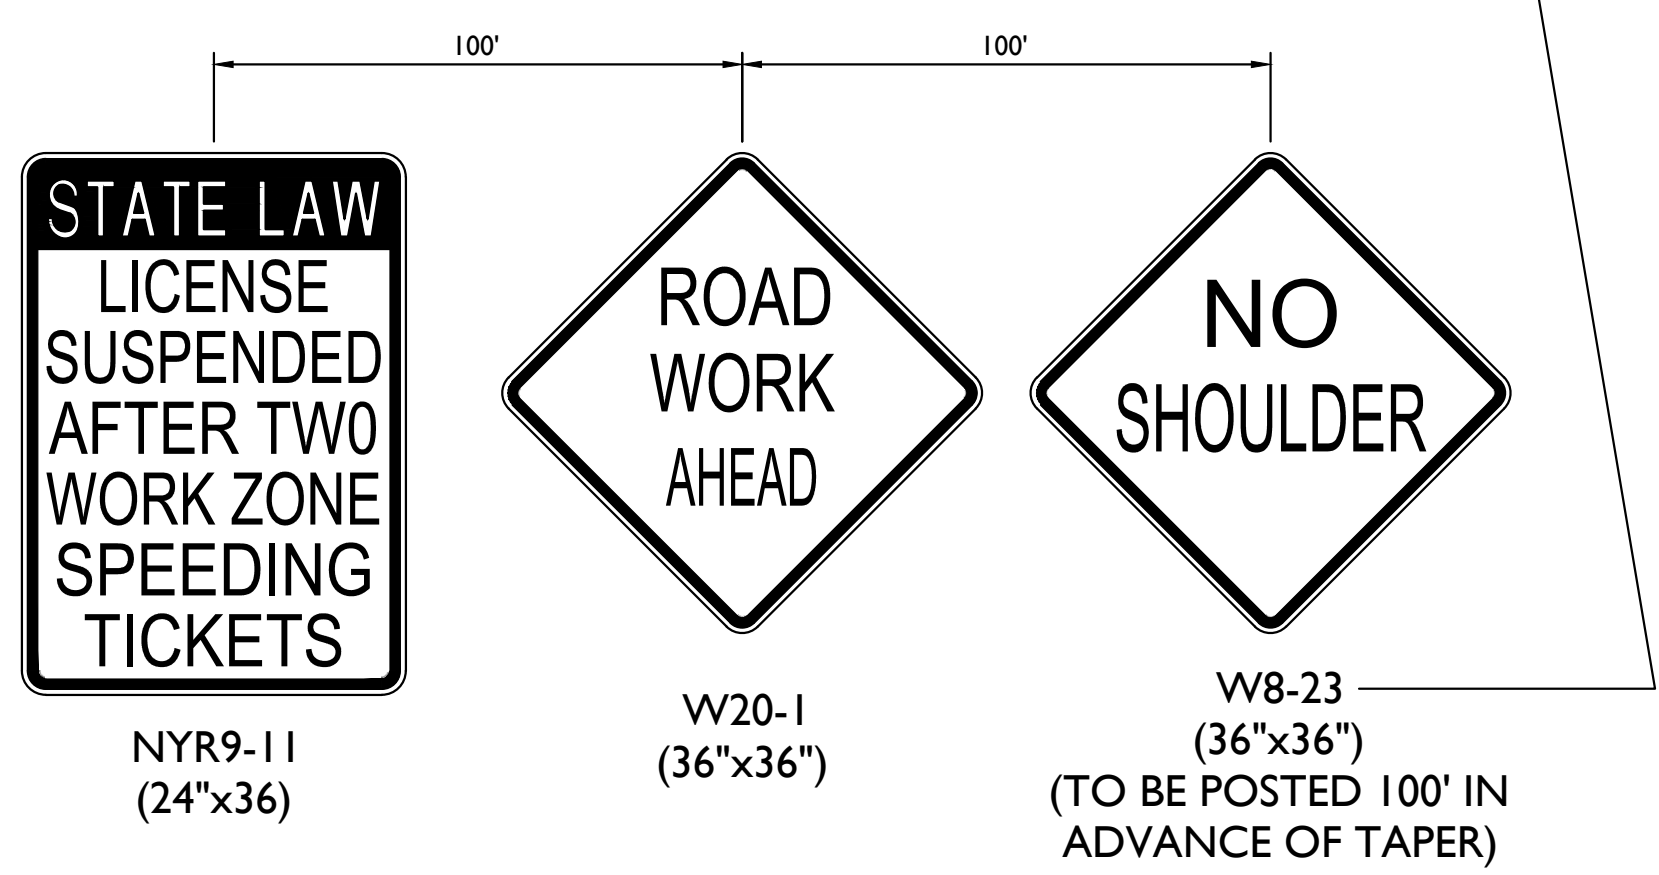 100'
100'
STATE LAW
LICENSE
SUSPENDED
AFTER TW0
WORK ZONE
SPEEDING
TICKETS
NYR9-11
(24"x36)
ROAD
WORK
AHEAD
W20-1
(36"x36")
NO
SHOULDER
W8-23
(36"x36")
(TO BE POSTED 100' IN
ADVANCE OF TAPER)